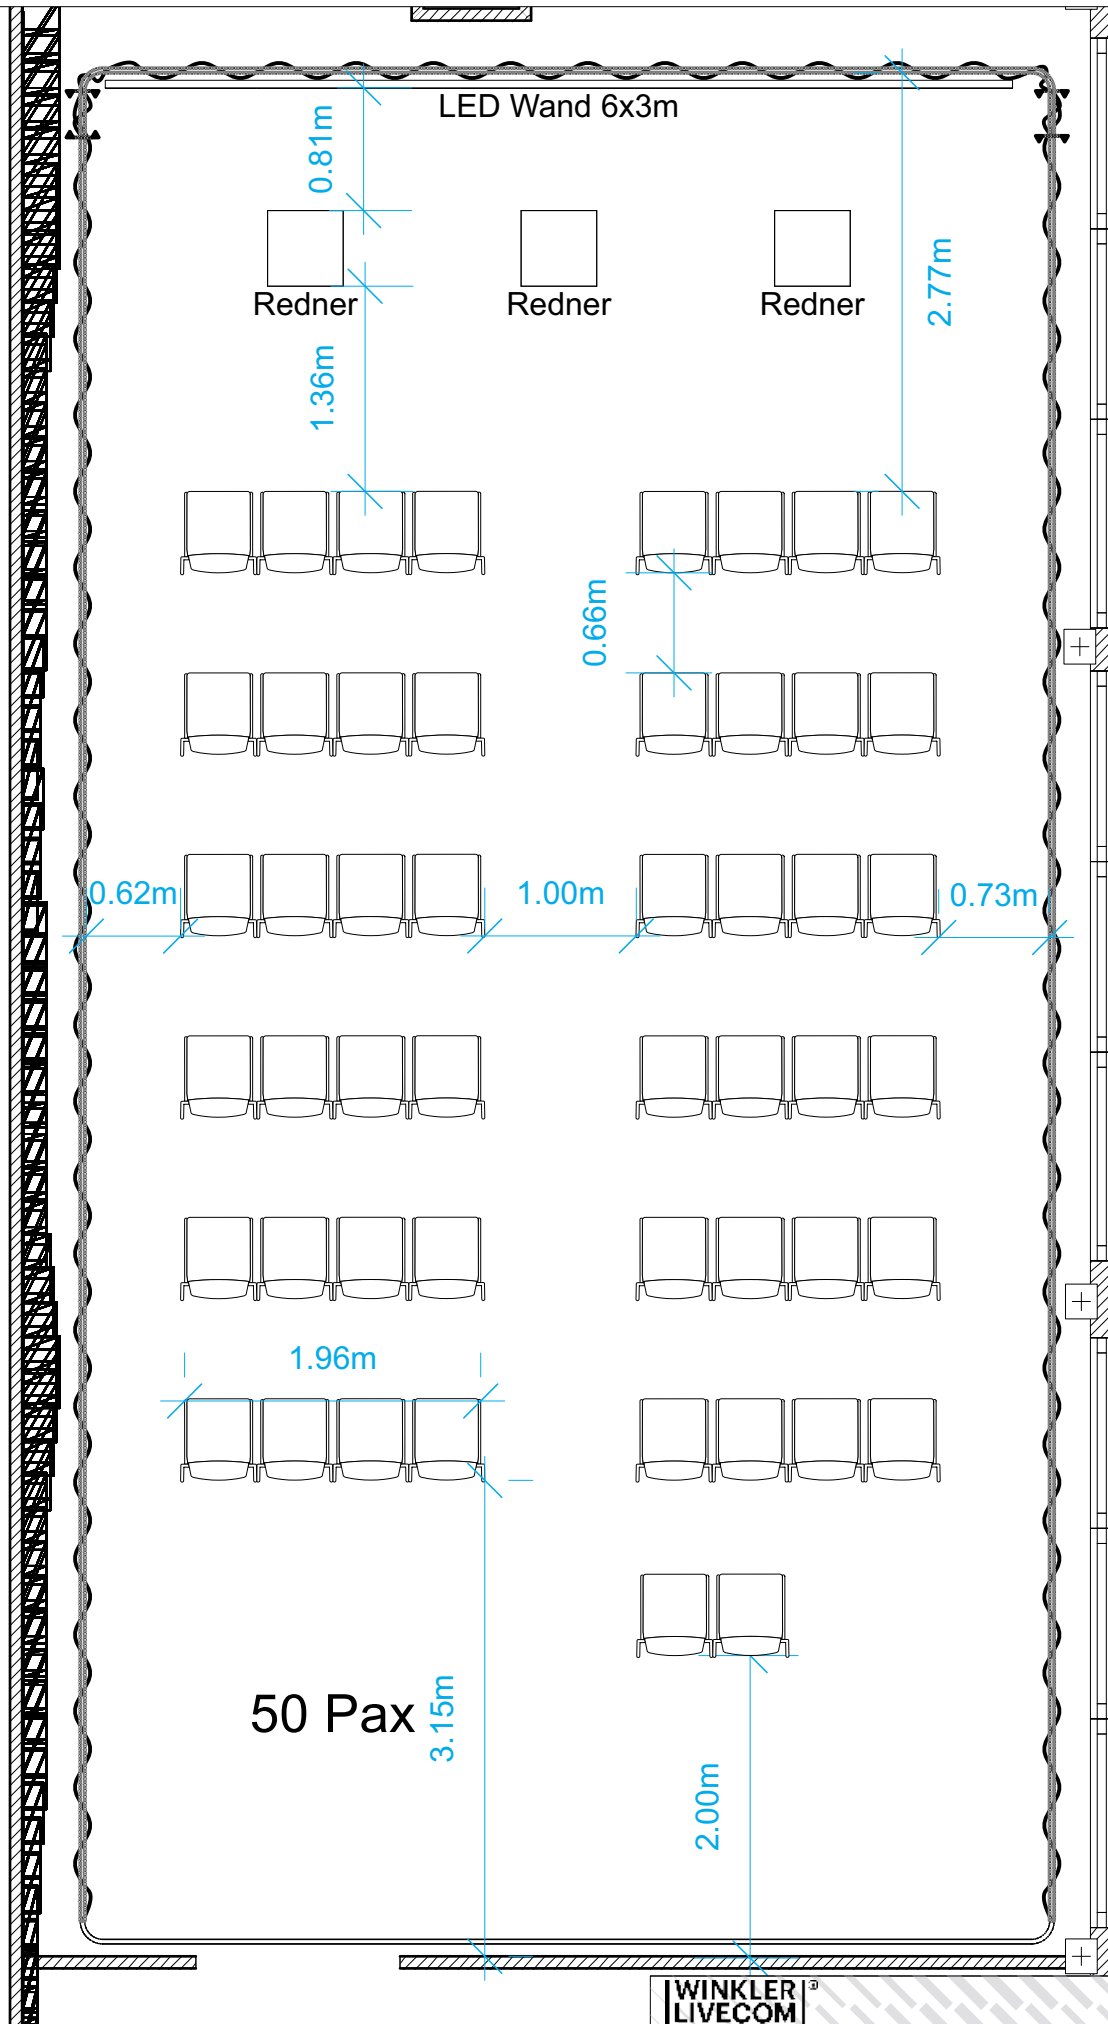 LED Wand 6x3m
0.81m
2.77m
Redner
Redner
Redner
1.36m
0.66m
0.62m
1.00m
0.73m
1.96m
50 Pax
3.15m
2.00m
WINKLER®
LIVECOM